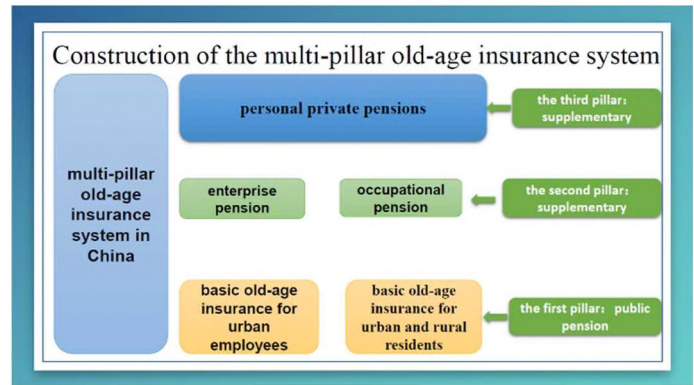 Construction of the multi-pillar old-age insurance system
multi-pillar
old-age
insurance
system in
China
personal private pensions
the third pillar:
supplementary
enterprise
pension
occupational
pension
the second pillar:
supplementary
basic old-age
insurance for
urban
employees
basic old-age
insurance for
urban and rural
residents
the first pillar: public
pension